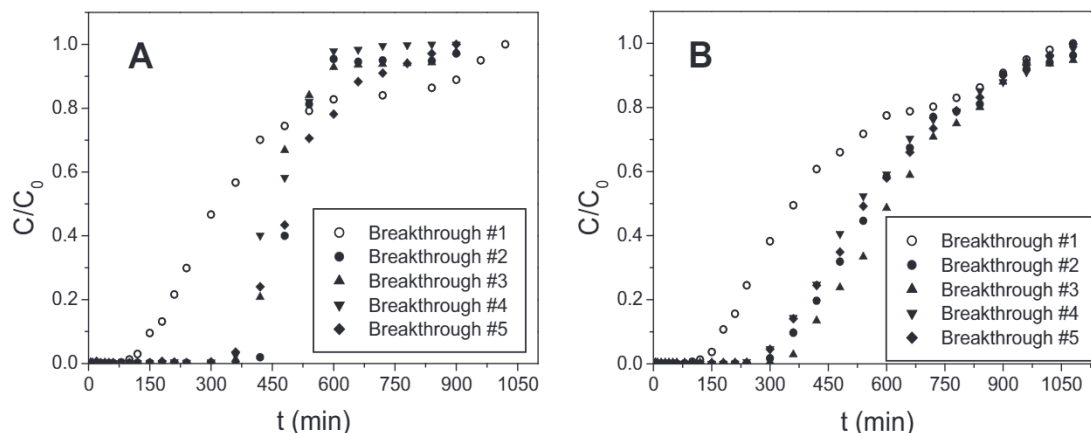 A
C/C0
1.0
0.8
0.6
0.4
0.2
0.0
Breakthrough #1
Breakthrough #2
Breakthrough #3
Breakthrough #4
Breakthrough #5
0 150 300 450 600 750 900 1050
t (min)
B
C/C0
1.0
0.8
0.6
0.4
0.2
0.0
Breakthrough #1
Breakthrough #2
Breakthrough #3
Breakthrough #4
Breakthrough #5
0 150 300 450 600 750 900 1050
t (min)